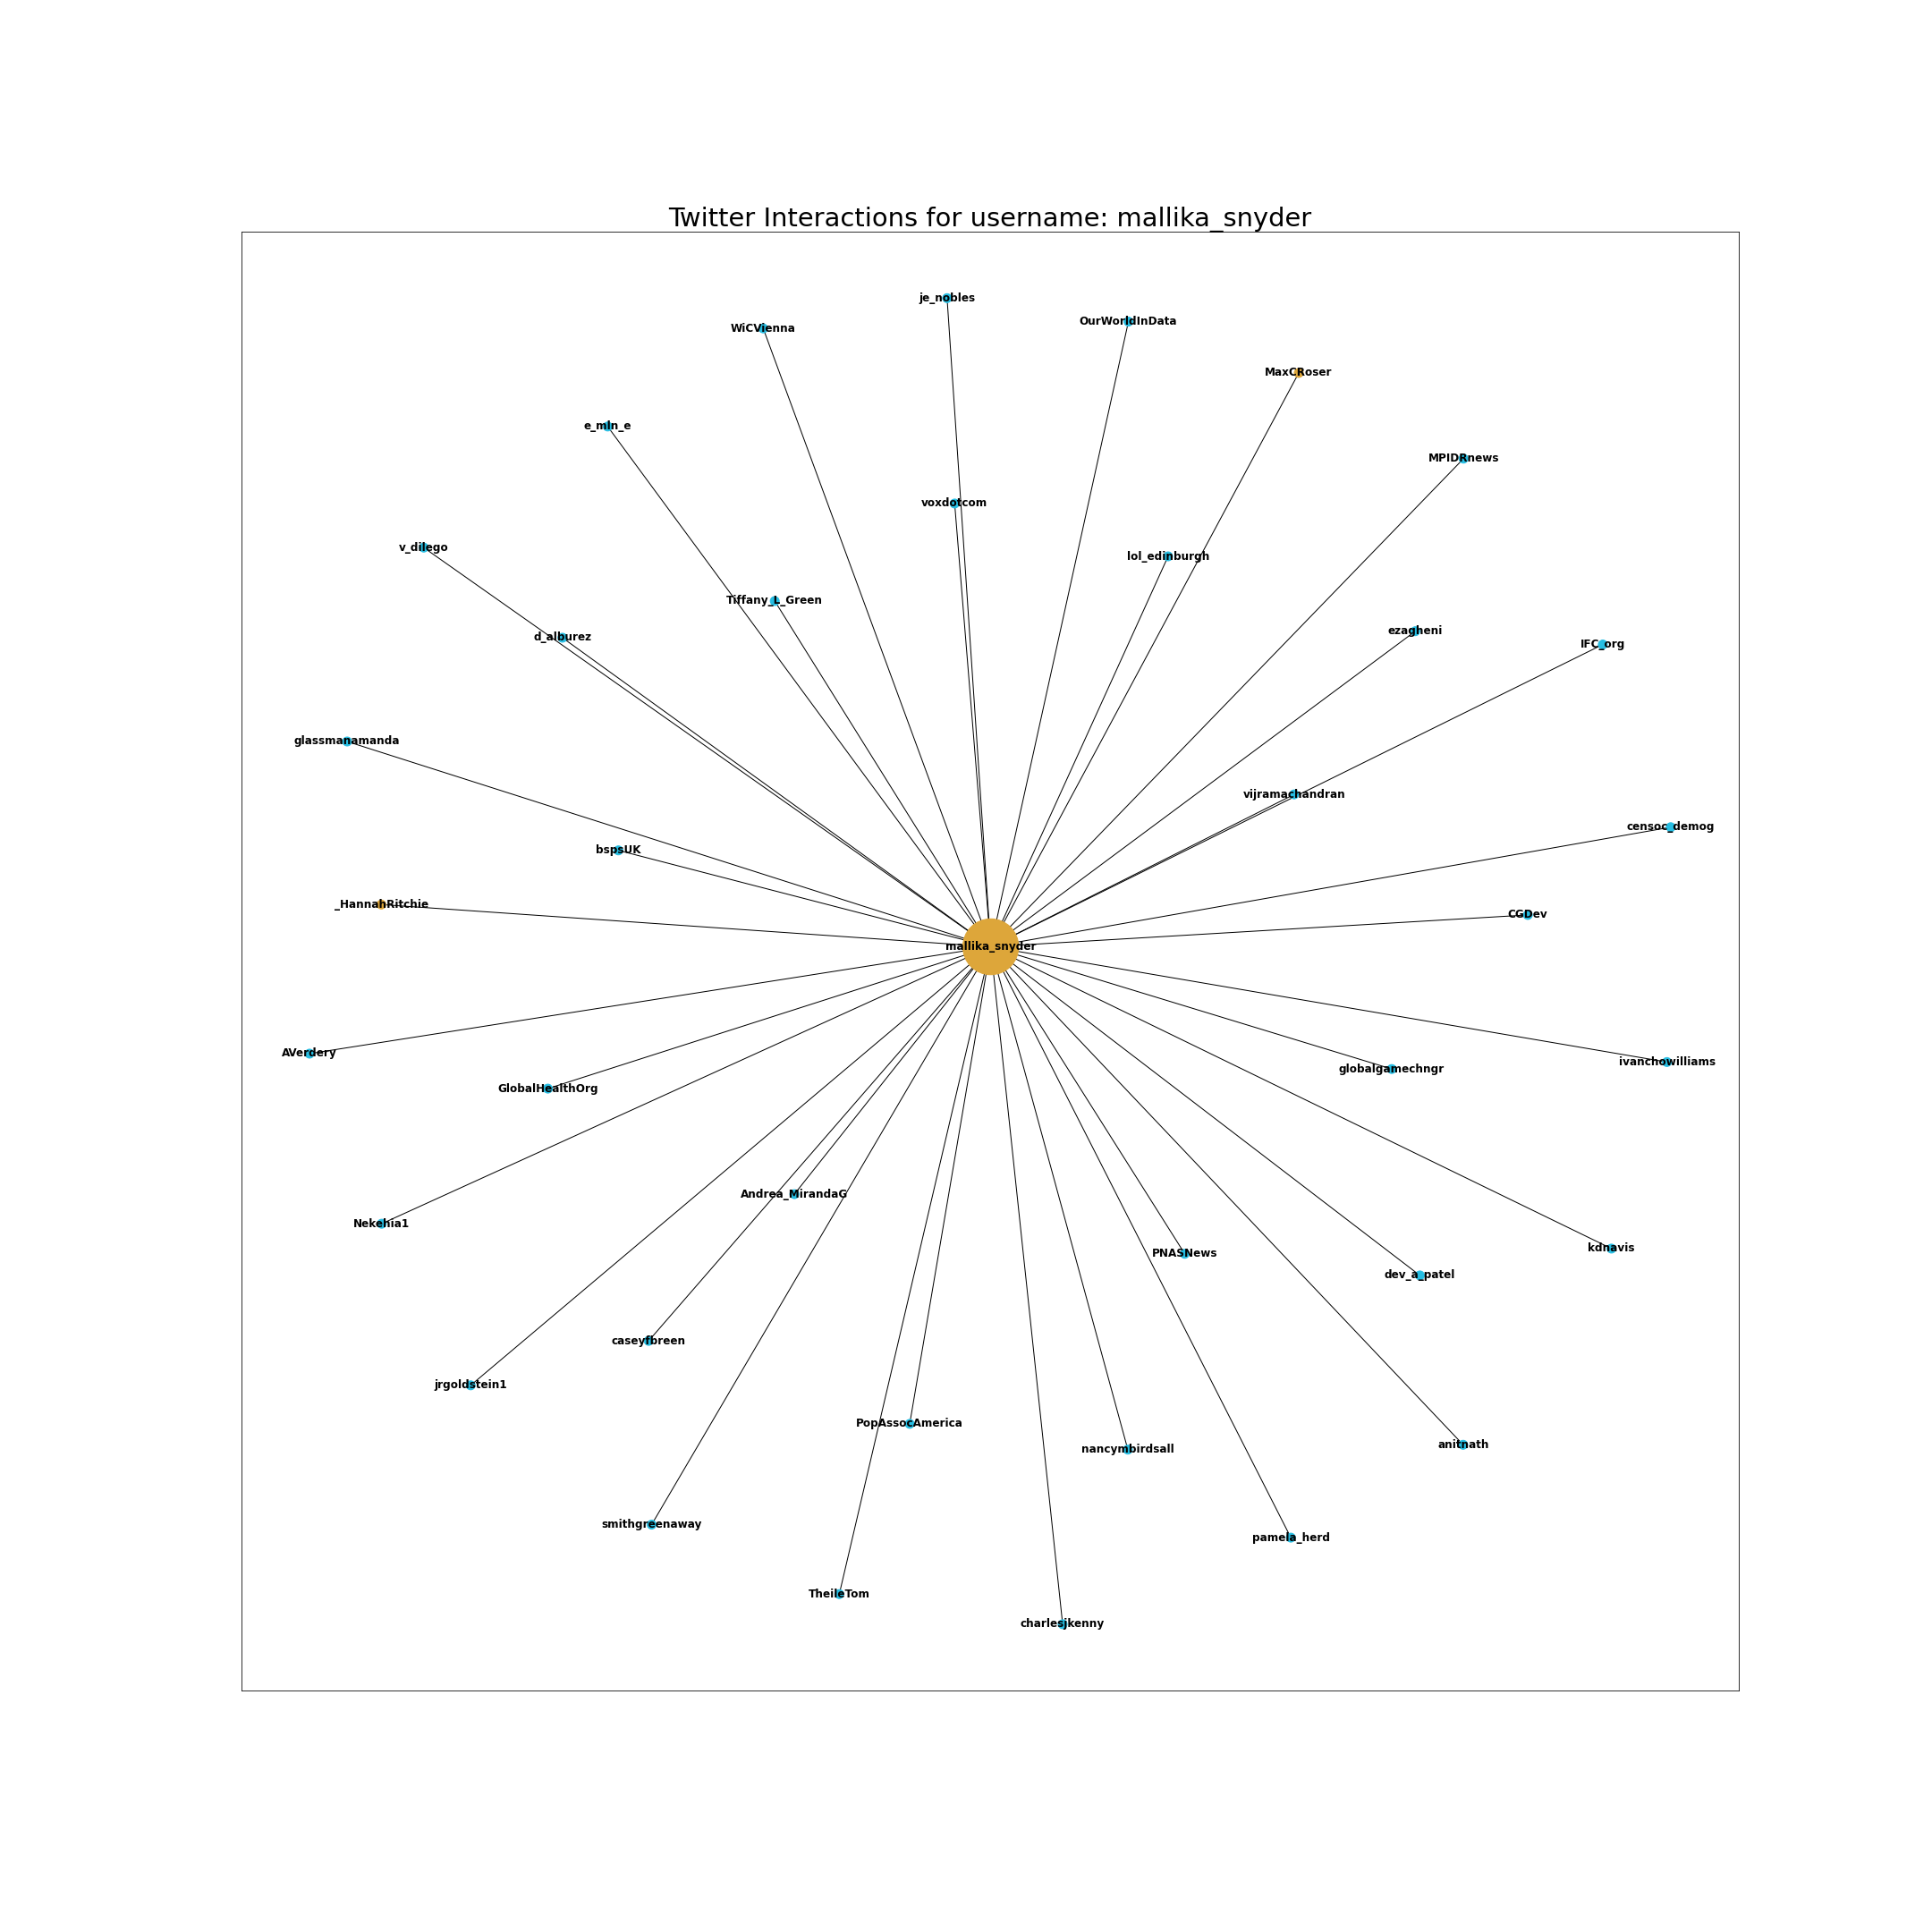 Twitter Interactions for username: mallika_snyder
je_nobles
OurWorldInData
WiCVienna
MaxCRoser
e_mln_e
MPIDRnews
voxdotcom
v_dilego
lol_edinburgh
Tiffany_L_Green
ezagheni
d_alburez
IFC_org
glassmanamanda
vijramachandran
censoc_demog
bspsUK
_HannahRitchie
CGDev
mallika_snyder
AVerdery
ivanchowilliams
globalgamechngr
GlobalHealthOrg
Andrea_MirandaG
Nekehia1
kdnavis
PNASNews
dev_a_patel
caseyfbreen
jrgoldstein1
PopAssocAmerica
anitnath
nancymbirdsall
smithgreenaway
pamela_herd
TheileTom
charlesjkenny